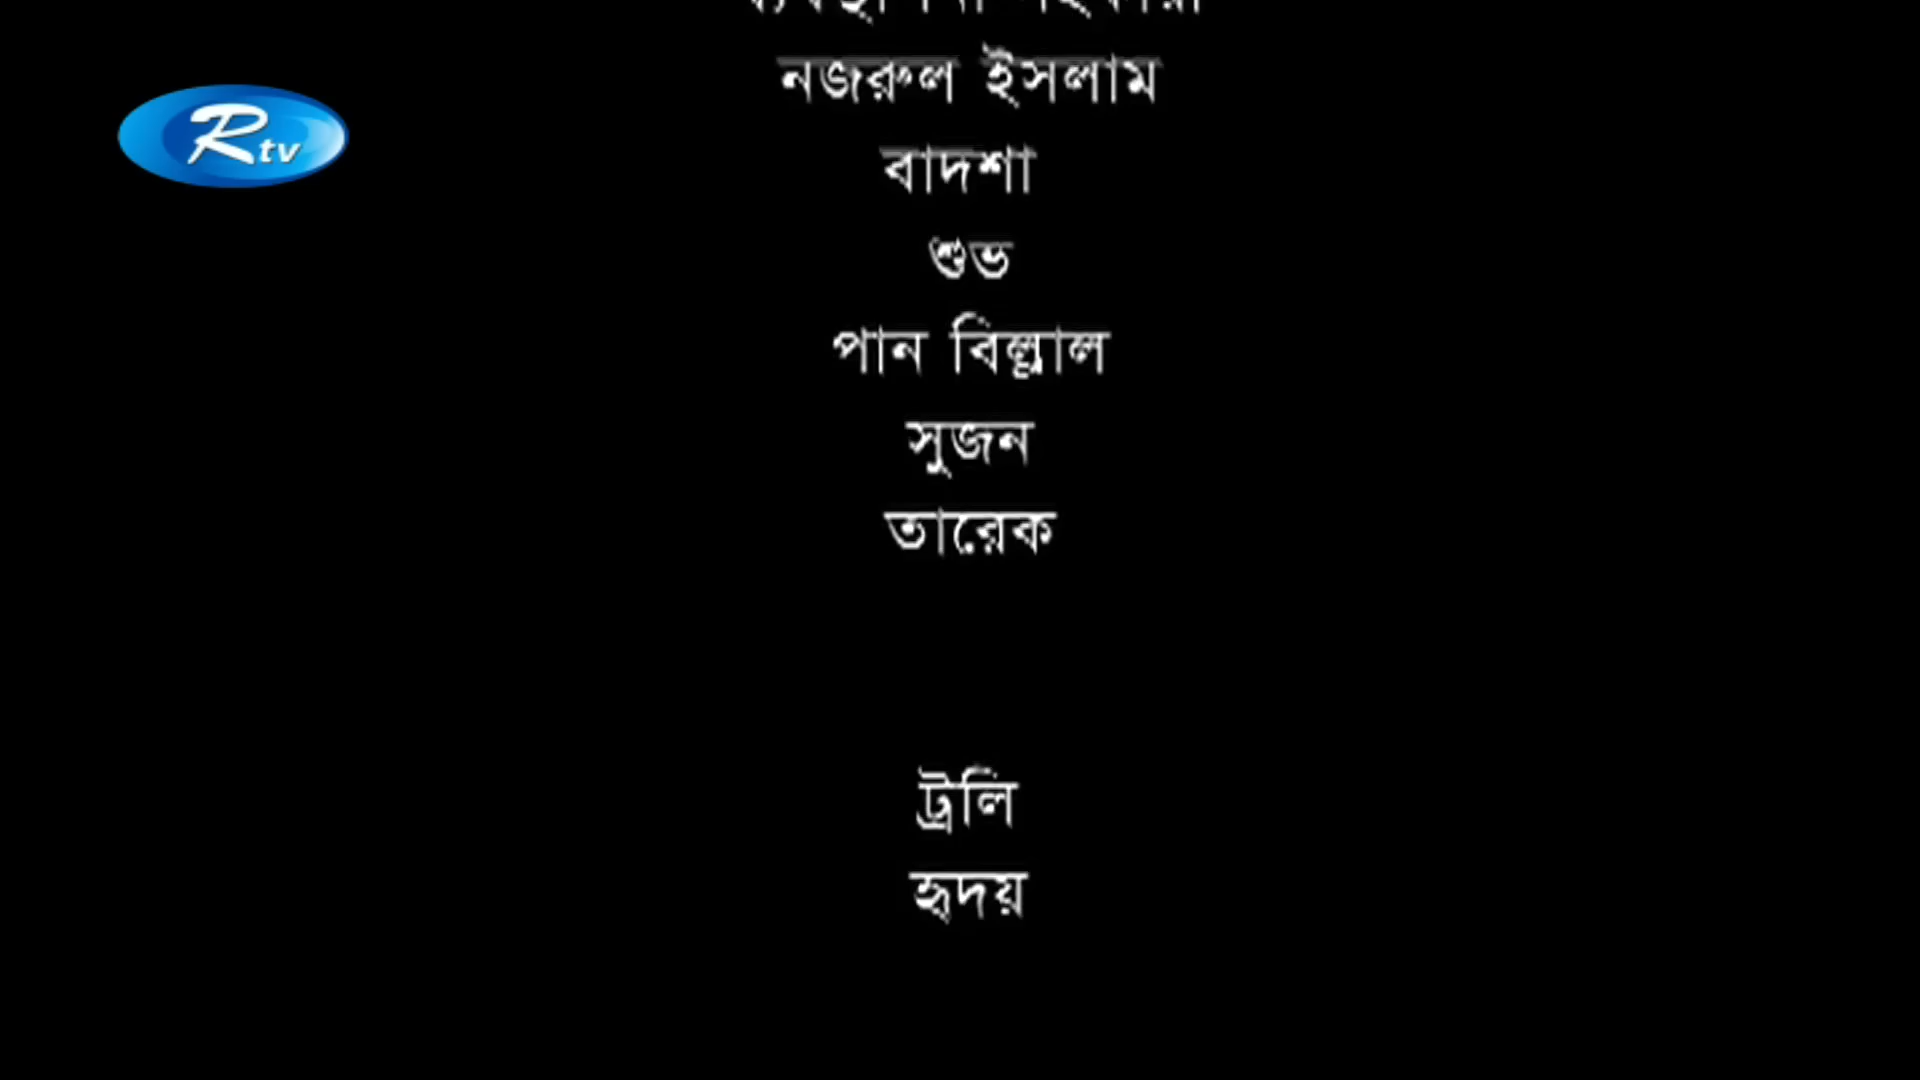 Rtv
নজরুল ইসলাম
বাদশা
শুভ
পান বিল্লাল
সুজন
তারেক
ট্রলি
হৃদয়